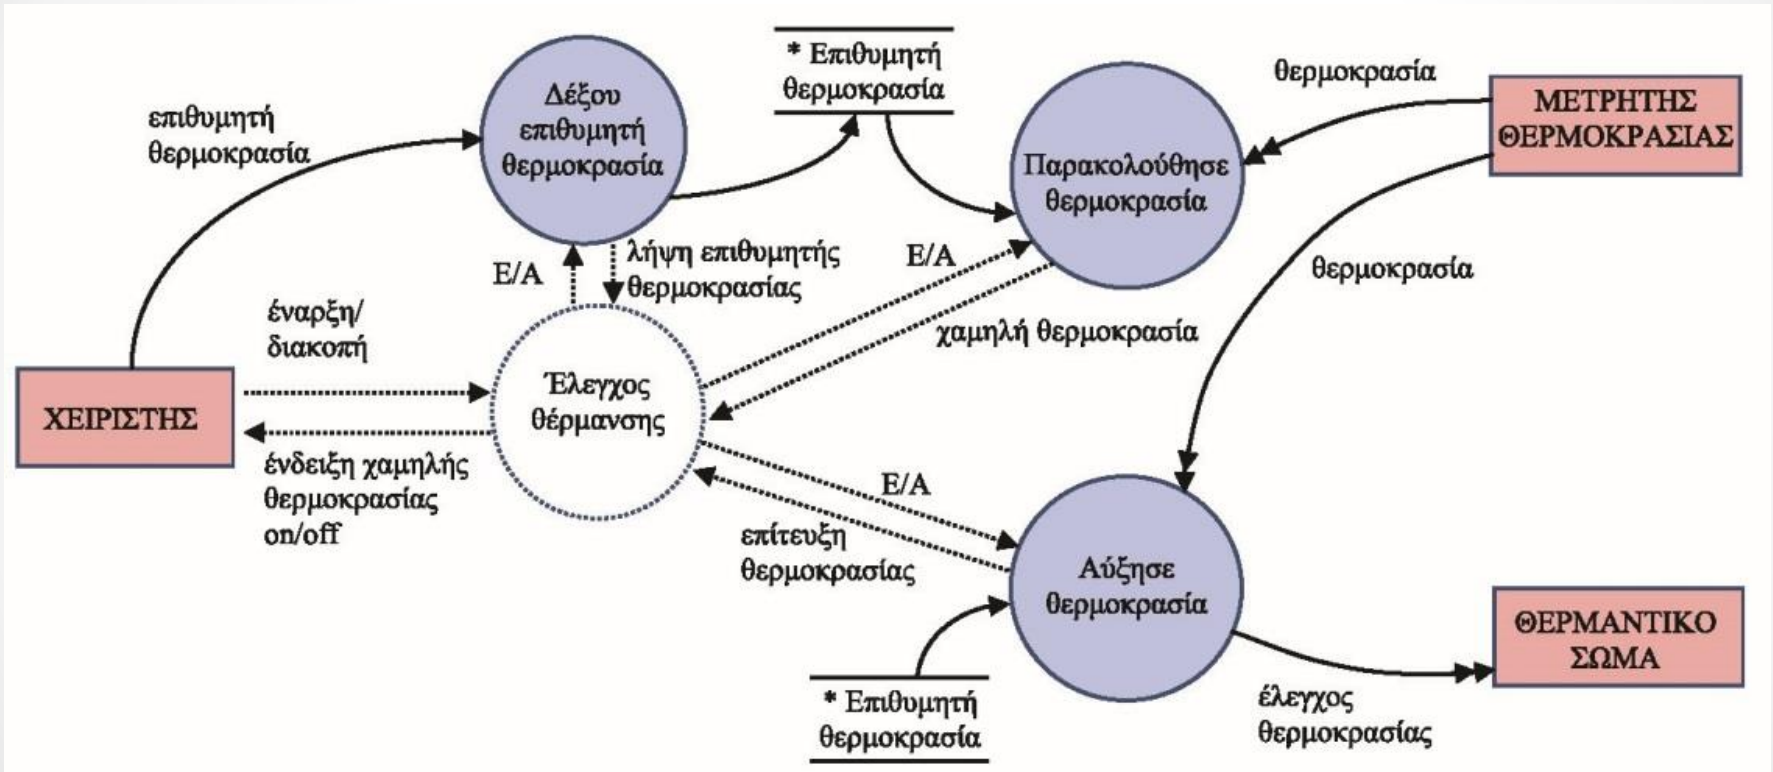 * Επιθυμητή
θερμοκρασία
Δέξου
επιθυμητή
θερμοκρασία
επιθυμητή
θερμοκρασία
Παρακολούθησε
θερμοκρασία
θερμοκρασία
ΜΕΤΡΗΤΗΣ
ΘΕΡΜΟΚΡΑΣΙΑΣ
Ε/Α
λήψη επιθυμητής
θερμοκρασίας
Ε/Α
θερμοκρασία
έναρξη/
διακοπή
χαμηλή θερμοκρασία
ΧΕΙΡΙΣΤΗΣ
Έλεγχος
θέρμανσης
ένδειξη χαμηλής
θερμοκρασίας
on/off
Ε/Α
επίτευξη
θερμοκρασίας
Αύξησε
θερμοκρασία
ΘΕΡΜΑΝΤΙΚΟ
ΣΩΜΑ
* Επιθυμητή
θερμοκρασία
έλεγχος
θερμοκρασίας